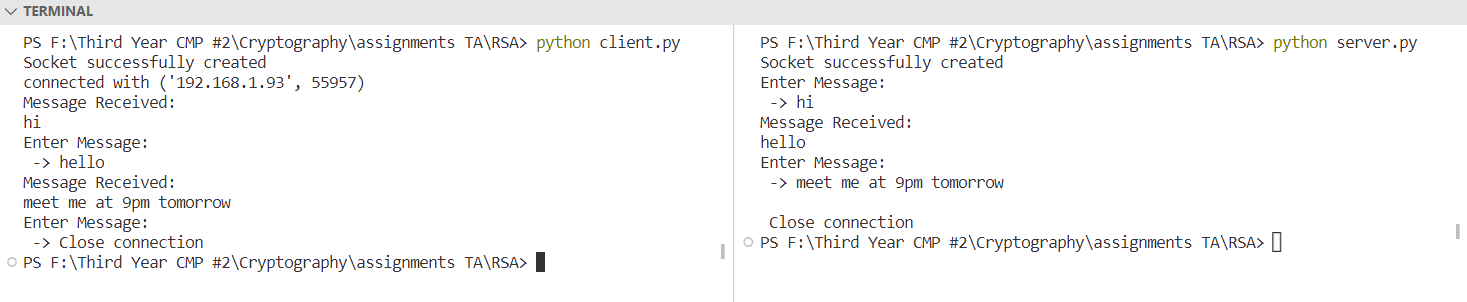 TERMINAL
PS F:\Third Year CMP #2\Cryptography\assignments TA\RSA> python client.py
Socket successfully created
connected with ('192.168.1.93', 55957)
Message Received:
hi
Enter Message:
 -> hello
Message Received:
meet me at 9pm tomorrow
Enter Message:
 -> Close connection
PS F:\Third Year CMP #2\Cryptography\assignments TA\RSA>
PS F:\Third Year CMP #2\Cryptography\assignments TA\RSA> python server.py
Socket successfully created
Enter Message:
 -> hi
Message Received:
hello
Enter Message:
 -> meet me at 9pm tomorrow
 Close connection
PS F:\Third Year CMP #2\Cryptography\assignments TA\RSA>